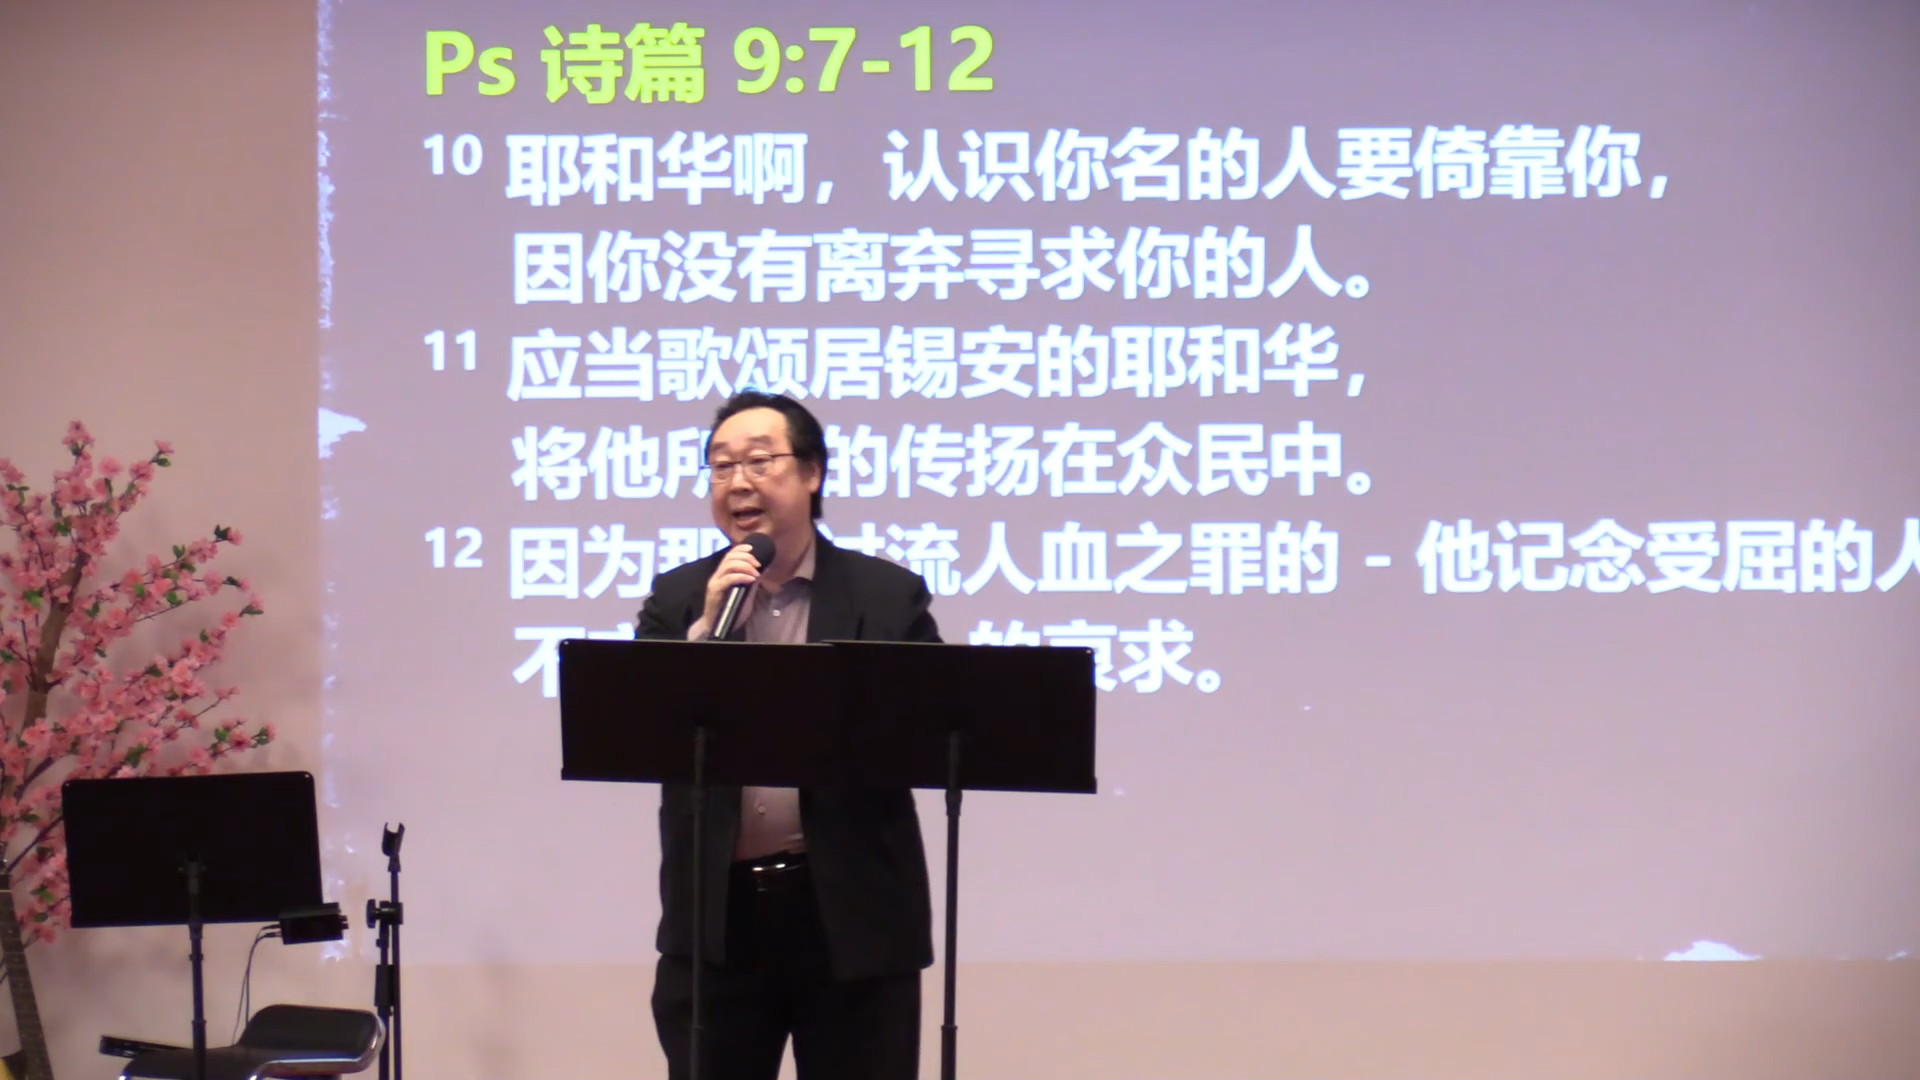 Ps 诗篇 9:7-12
10 耶和华啊，认识你名的人要倚靠你，
因你没有离弃寻求你的人。
11 应当歌颂居锡安的耶和华，
将他所 的传扬在众民中。
12 因为那 讨流人血之罪的 - 他记念受屈的人
不 的哀求。